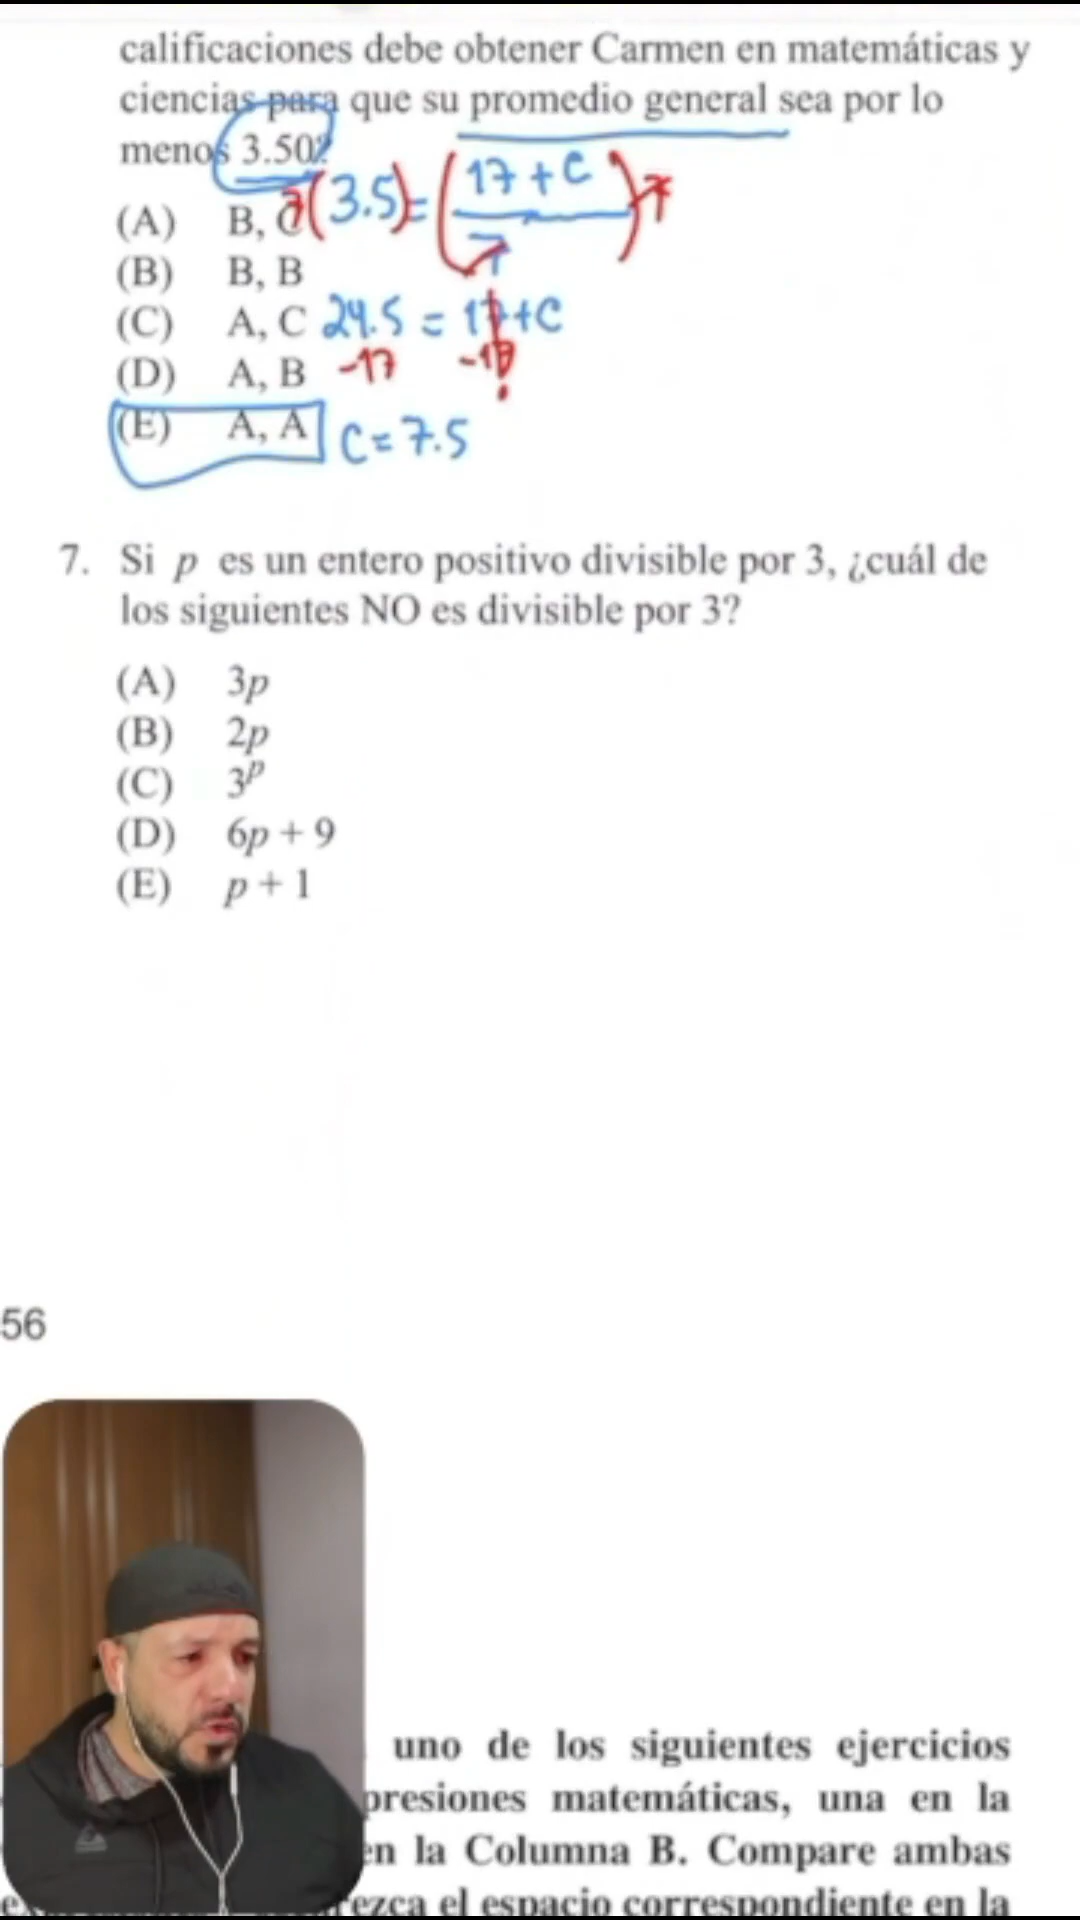 calificaciones debe obtener Carmen en matemáticas y
ciencias para que su promedio general sea por lo
menos 3.50?
7(3.5)=(17+C/7)7
(A) B, C
(B) B, B
(C) A, C 24.5 = 17+C
(D) A, B -17 -17
(E) A, A C=7.5
7. Si p es un entero positivo divisible por 3, ¿cuál de
los siguientes NO es divisible por 3?
(A) 3p
(B) 2p
(C) 3^p
(D) 6p + 9
(E) p + 1
56
uno de los siguientes ejercicios
presiones matemáticas, una en la
en la Columna B. Compare ambas
ezca el espacio correspondiente en la